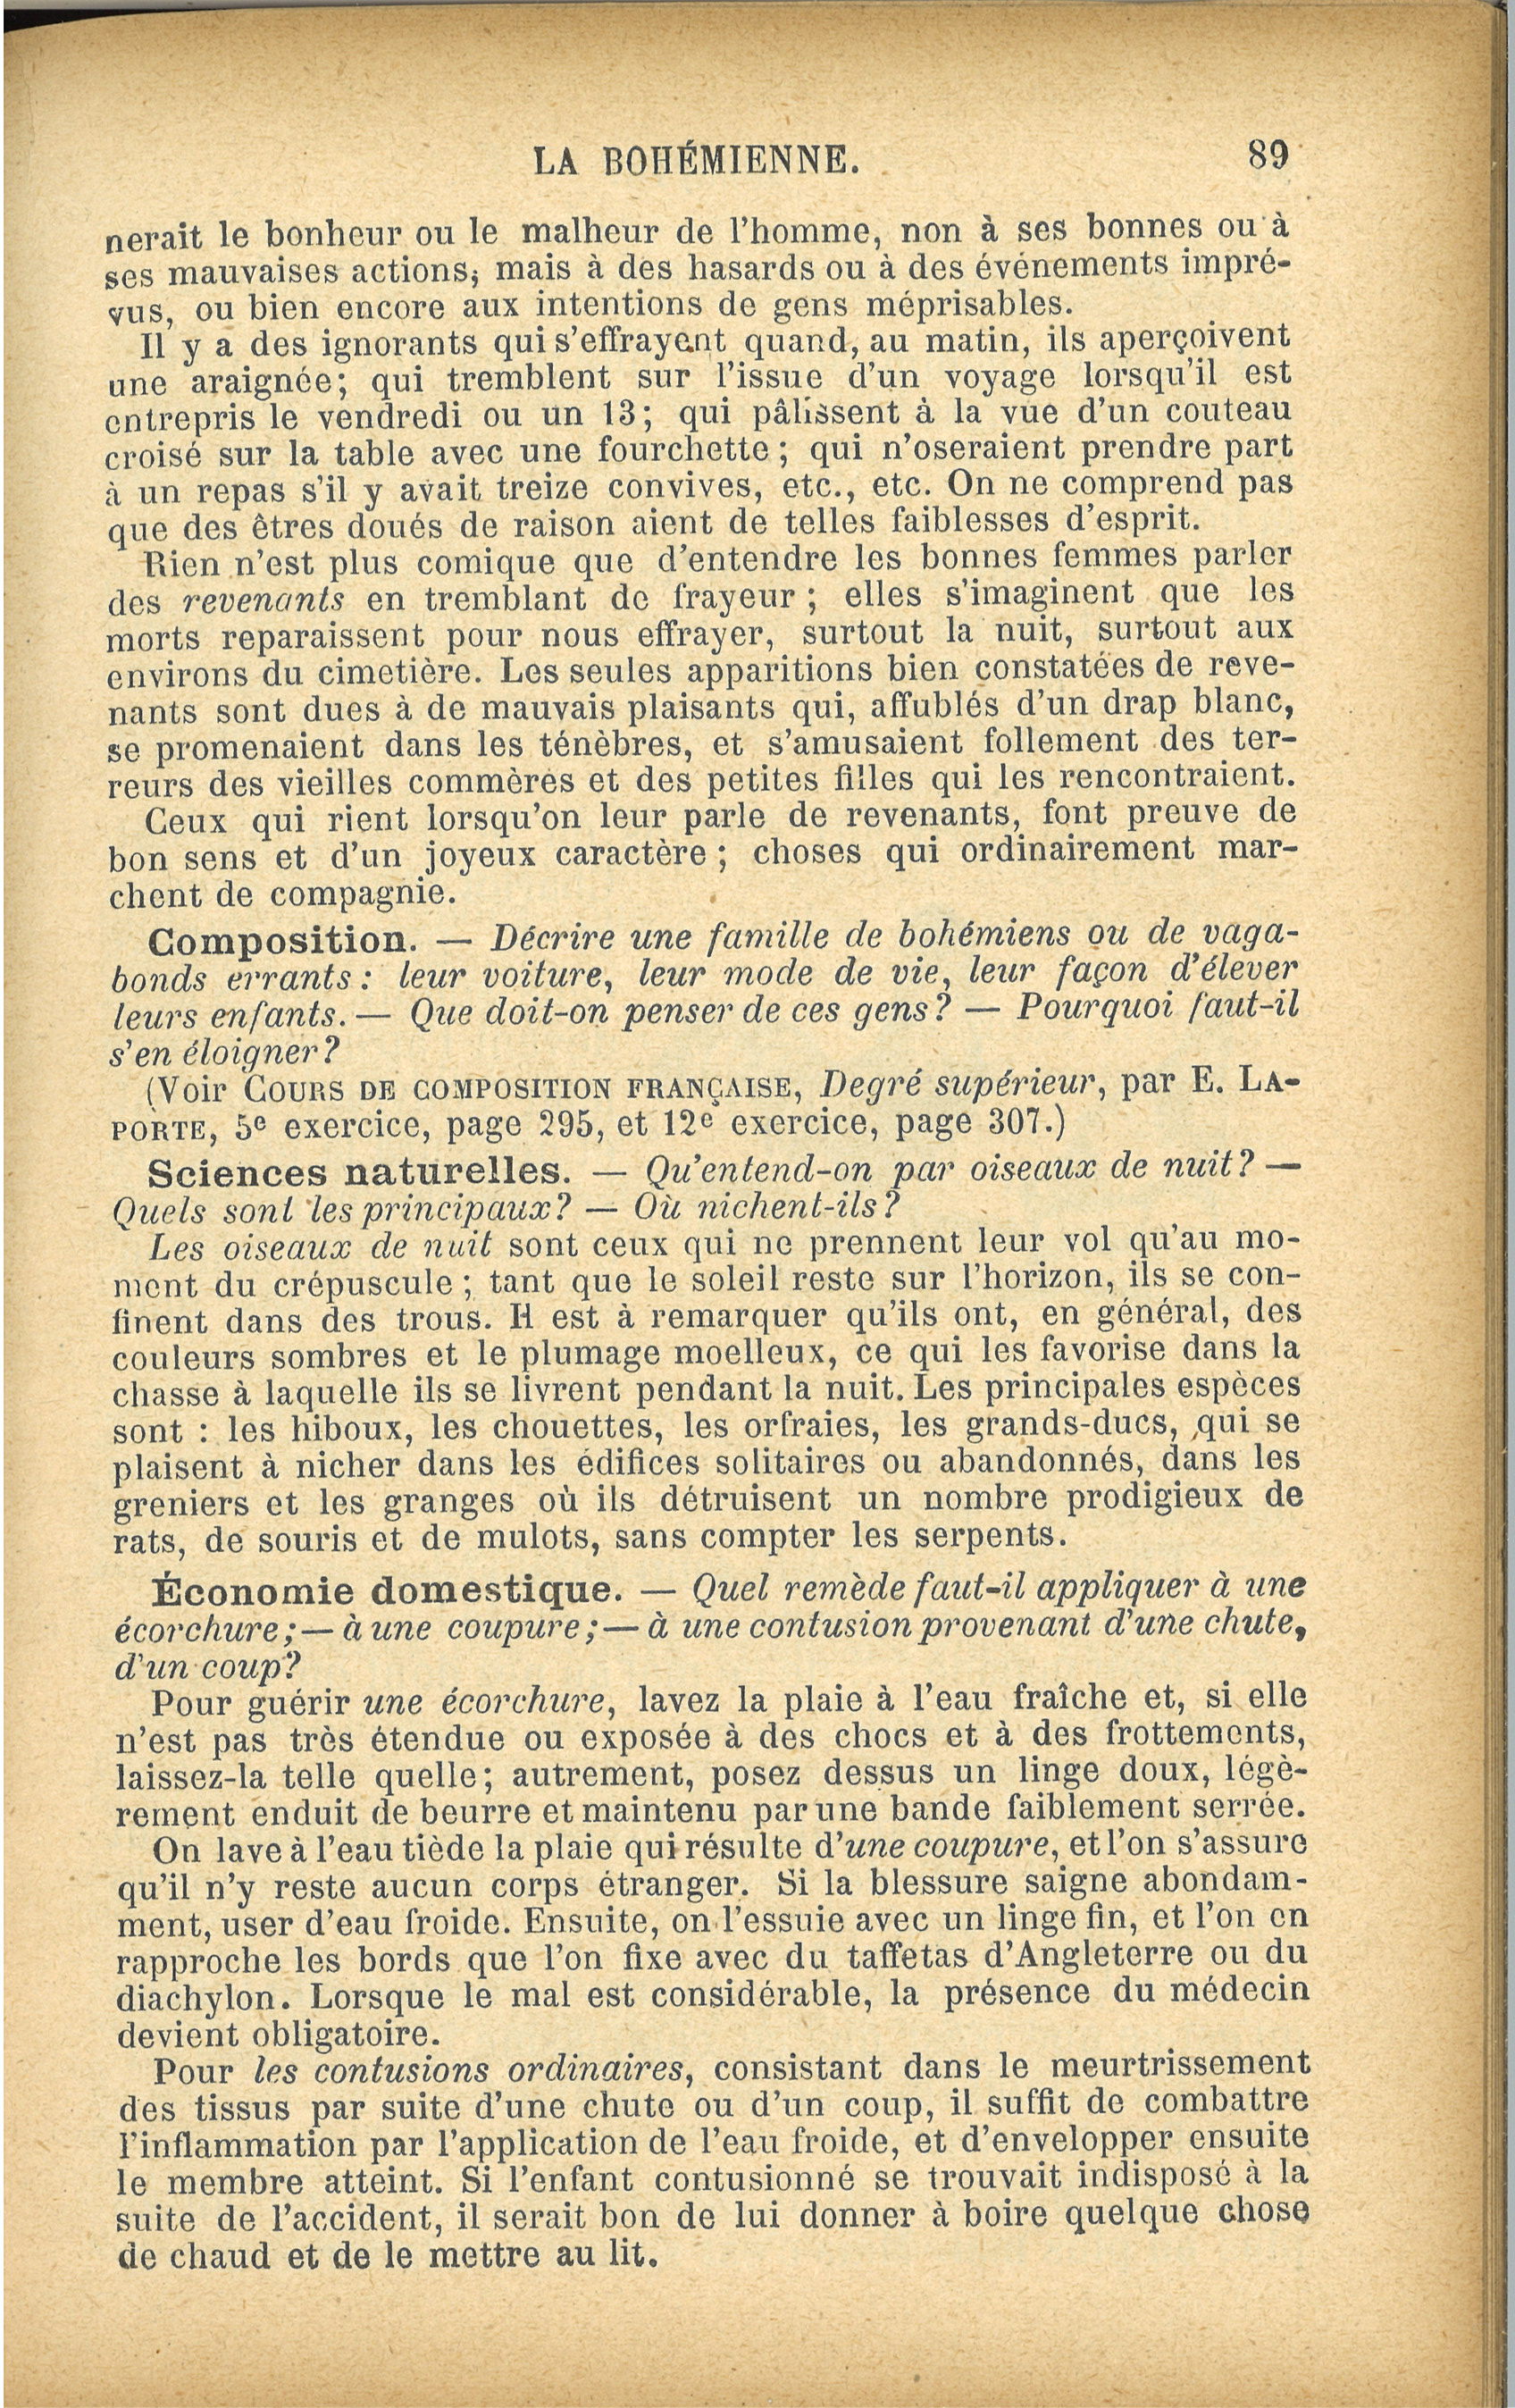 LA BOHÉMIENNE. 89
nerait le bonheur ou le malheur de l'homme, non à ses bonnes ou à
ses mauvaises actions, mais à des hasards ou à des événements impré-
vus, ou bien encore aux intentions de gens méprisables.
Il y a des ignorants qui s'effrayent quand, au matin, ils aperçoivent
une araignée; qui tremblent sur l'issue d'un voyage lorsqu'il est
entrepris le vendredi ou un 13; qui pâlissent à la vue d'un couteau
croisé sur la table avec une fourchette; qui n'oseraient prendre part
à un repas s'il y avait treize convives, etc., etc. On ne comprend pas
que des êtres doués de raison aient de telles faiblesses d'esprit.
Rien n'est plus comique que d'entendre les bonnes femmes parler
des revenants en tremblant de frayeur; elles s'imaginent que les
morts reparaissent pour nous effrayer, surtout la nuit, surtout aux
environs du cimetière. Les seules apparitions bien constatées de reve-
nants sont dues à de mauvais plaisants qui, affublés d'un drap blanc,
se promenaient dans les ténèbres, et s'amusaient follement des ter-
reurs des vieilles commères et des petites filles qui les rencontraient.
Ceux qui rient lorsqu'on leur parle de revenants, font preuve de
bon sens et d'un joyeux caractère; choses qui ordinairement mar-
chent de compagnie.
Composition. — Décrire une famille de bohémiens ou de vaga-
bonds errants: leur voiture, leur mode de vie, leur façon d'élever
leurs enfants. — Que doit-on penser de ces gens? — Pourquoi faut-il
s'en éloigner?
(Voir COURS DE COMPOSITION FRANÇAISE, Degré supérieur, par E. LA-
PORTE, 5e exercice, page 295, et 12e exercice, page 307.)
Sciences naturelles. — Qu'entend-on par oiseaux de nuit? —
Quels sont les principaux? — Où nichent-ils?
Les oiseaux de nuit sont ceux qui ne prennent leur vol qu'au mo-
ment du crépuscule; tant que le soleil reste sur l'horizon, ils se con-
finent dans des trous. Il est à remarquer qu'ils ont, en général, des
couleurs sombres et le plumage moelleux, ce qui les favorise dans la
chasse à laquelle ils se livrent pendant la nuit. Les principales espèces
sont : les hiboux, les chouettes, les orfraies, les grands-ducs, qui se
plaisent à nicher dans les édifices solitaires ou abandonnés, dans les
greniers et les granges où ils détruisent un nombre prodigieux de
rats, de souris et de mulots, sans compter les serpents.
Économie domestique. — Quel remède faut-il appliquer à une
écorchure; — à une coupure; — à une contusion provenant d'une chute,
d'un coup?
Pour guérir une écorchure, lavez la plaie à l'eau fraîche et, si elle
n'est pas très étendue ou exposée à des chocs et à des frottements,
laissez-la telle quelle; autrement, posez dessus un linge doux, légè-
rement enduit de beurre et maintenu par une bande faiblement serrée.
On lave à l'eau tiède la plaie qui résulte d'une coupure, et l'on s'assure
qu'il n'y reste aucun corps étranger. Si la blessure saigne abondam-
ment, user d'eau froide. Ensuite, on l'essuie avec un linge fin, et l'on en
rapproche les bords que l'on fixe avec du taffetas d'Angleterre ou du
diachylon. Lorsque le mal est considérable, la présence du médecin
devient obligatoire.
Pour les contusions ordinaires, consistant dans le meurtrissement
des tissus par suite d'une chute ou d'un coup, il suffit de combattre
l'inflammation par l'application de l'eau froide, et d'envelopper ensuite
le membre atteint. Si l'enfant contusionné se trouvait indisposé à la
suite de l'accident, il serait bon de lui donner à boire quelque chose
de chaud et de le mettre au lit.